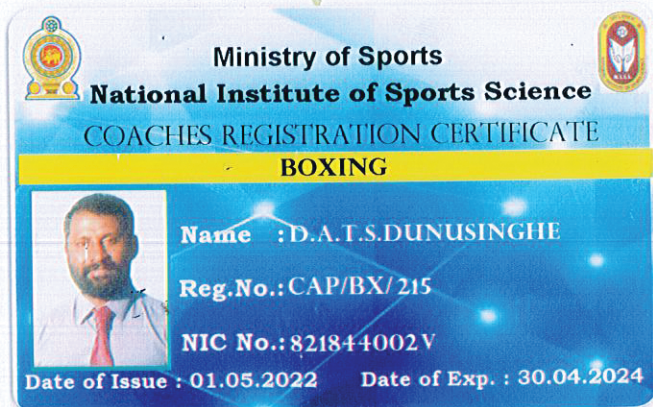 Ministry of Sports
National Institute of Sports Science
COACHES REGISTRATION CERTIFICATE
BOXING
Name : D.A.T.S.DUNUSINGHE
Reg.No.: CAP/BX/ 215
NIC No.: 821844002V
Date of Issue : 01.05.2022 Date of Exp. : 30.04.2024